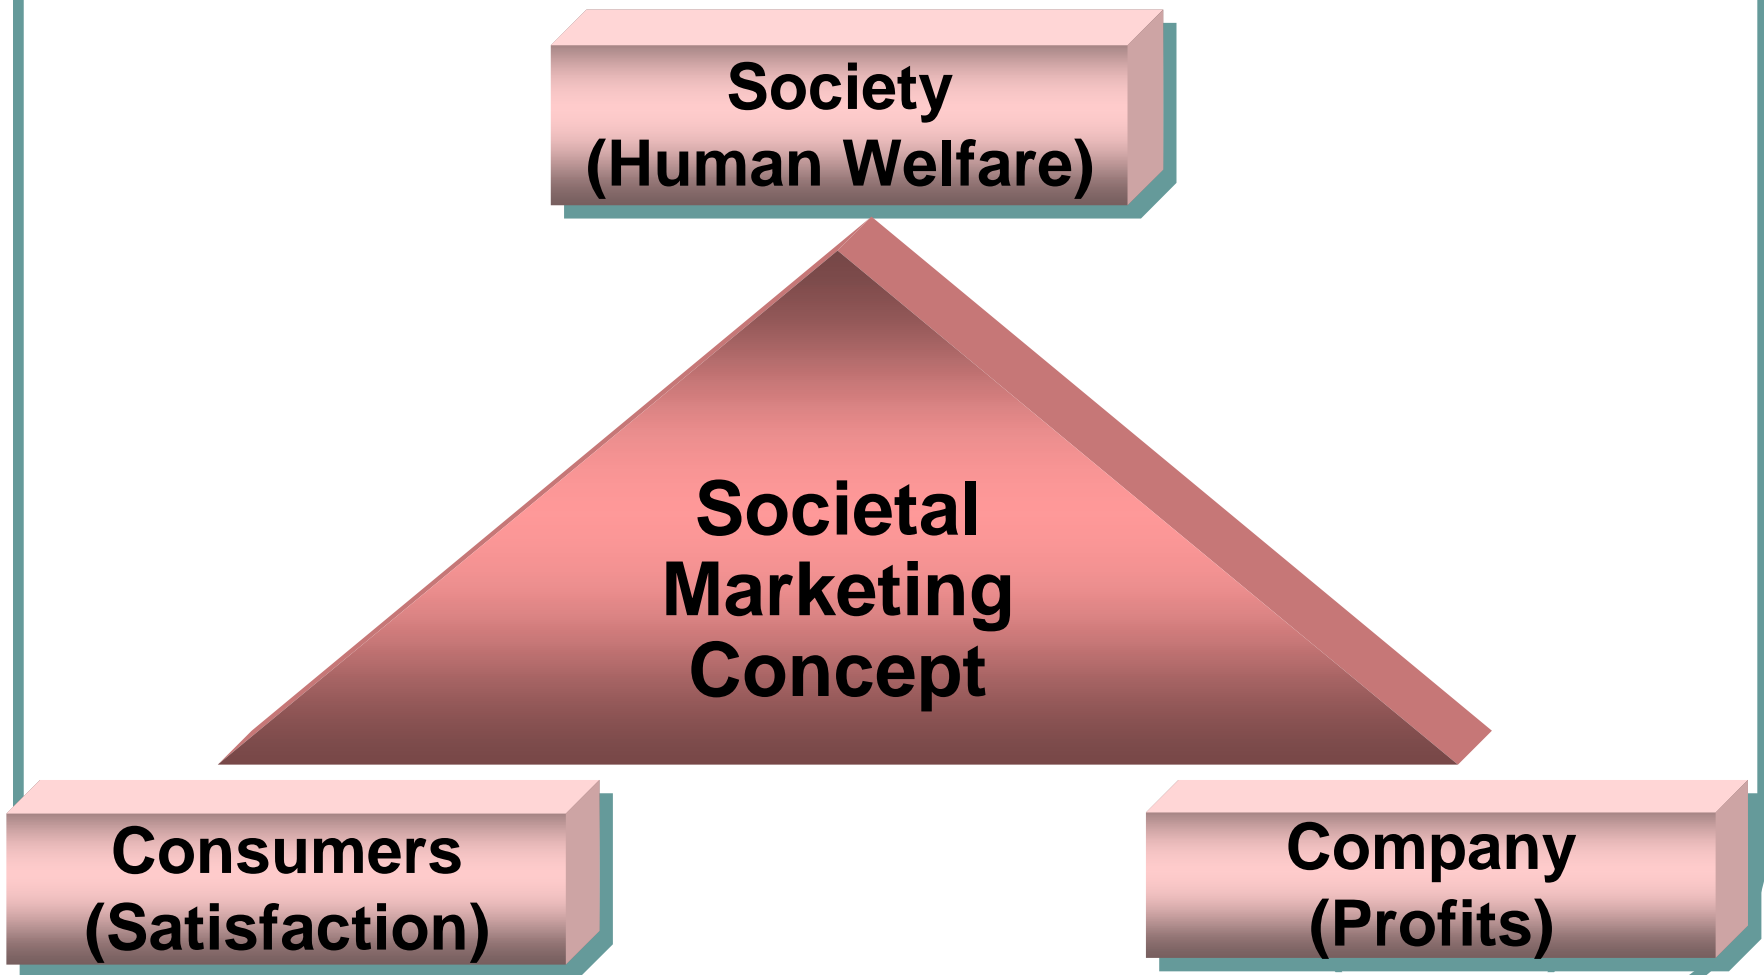 Society
(Human Welfare)
Societal
Marketing
Concept
Consumers
(Satisfaction)
Company
(Profits)